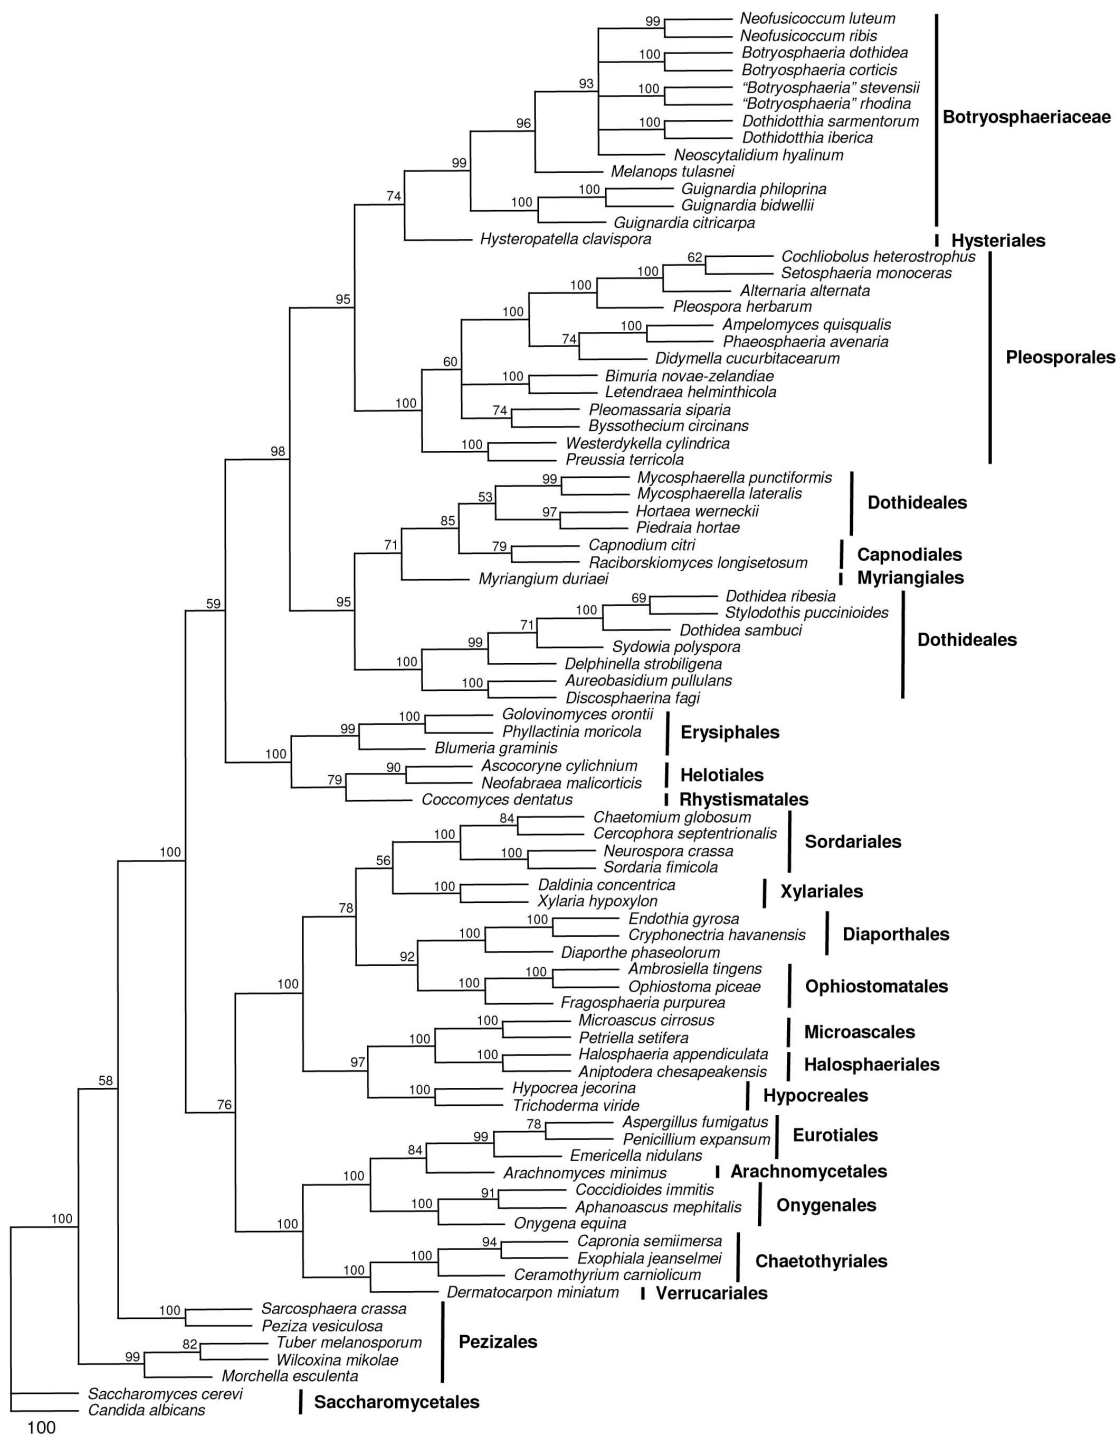 99
Neofusicoccum luteum
Neofusicoccum ribis
100
Botryosphaeria dothidea
Botryosphaeria corticis
93
100
"Botryosphaeria" stevensii
"Botryosphaeria" rhodina
Botryosphaeriaceae
96
100
Dothidotthia sarmentorum
Dothidotthia iberica
Neoscytalidium hyalinum
99
Melanops tulasnei
74
100
100
Guignardia philoprina
Guignardia bidwellii
Guignardia citricarpa
Hysteropatella clavispora
Hysteriales
62
Cochliobolus heterostrophus
Setosphaeria monoceras
100
Alternaria alternata
100
Pleospora herbarum
95
100
100
Ampelomyces quisqualis
74
Phaeosphaeria avenaria
Didymella cucurbitacearum
Pleosporales
60
100
Bimuria novae-zelandiae
Letendraea helminthicola
100
74
Pleomassaria siparia
Byssothecium circinans
100
Westerdykella cylindrica
Preussia terricola
98
99
Mycosphaerella punctiformis
Mycosphaerella lateralis
53
97
Hortaea werneckii
Piedraia hortae
Dothideales
85
71
79
Capnodium citri
Raciborskiomyces longisetosum
Capnodiales
Myriangium duriaei
Myriangiales
59
95
69
Dothidea ribesia
Stylodothis puccinioides
100
Dothidea sambuci
71
Sydowia polyspora
Dothideales
99
Delphinella strobiligena
100
100
Aureobasidium pullulans
Discosphaerina fagi
100
Golovinomyces orontii
Phyllactinia moricola
99
Blumeria graminis
Erysiphales
100
90
Ascocoryne cylichnium
79
Neofabraea malicorticis
Helotiales
Coccomyces dentatus
Rhystismatales
100
84
Chaetomium globosum
Cercophora septentrionalis
100
100
Neurospora crassa
Sordaria fimicola
Sordariales
56
100
Daldinia concentrica
Xylaria hypoxylon
Xylariales
78
100
Endothia gyrosa
100
Cryphonectria havanensis
Diaporthe phaseolorum
Diaporthales
92
100
Ambrosiella tingens
100
Ophiostoma piceae
Fragosphaeria purpurea
Ophiostomatales
100
100
Microascus cirrosus
100
Petriella setifera
Microascales
100
Halosphaeria appendiculata
Aniptodera chesapeakensis
Halosphaeriales
97
100
Hypocrea jecorina
Trichoderma viride
Hypocreales
58
76
78
Aspergillus fumigatus
99
Penicillium expansum
Emericella nidulans
Eurotiales
84
Arachnomyces minimus
Arachnomycetales
100
91
Coccidioides immitis
100
Aphanoascus mephitalis
Onygena equina
Onygenales
100
100
94
Capronia semiimersa
100
Exophiala jeanselmei
Ceramothyrium carniolicum
Chaetothyriales
100
Dermatocarpon miniatum
Verrucariales
100
Sarcosphaera crassa
Peziza vesiculosa
82
Tuber melanosporum
99
Wilcoxina mikolae
Morchella esculenta
Pezizales
Saccharomyces cerevi
Candida albicans
Saccharomycetales
100